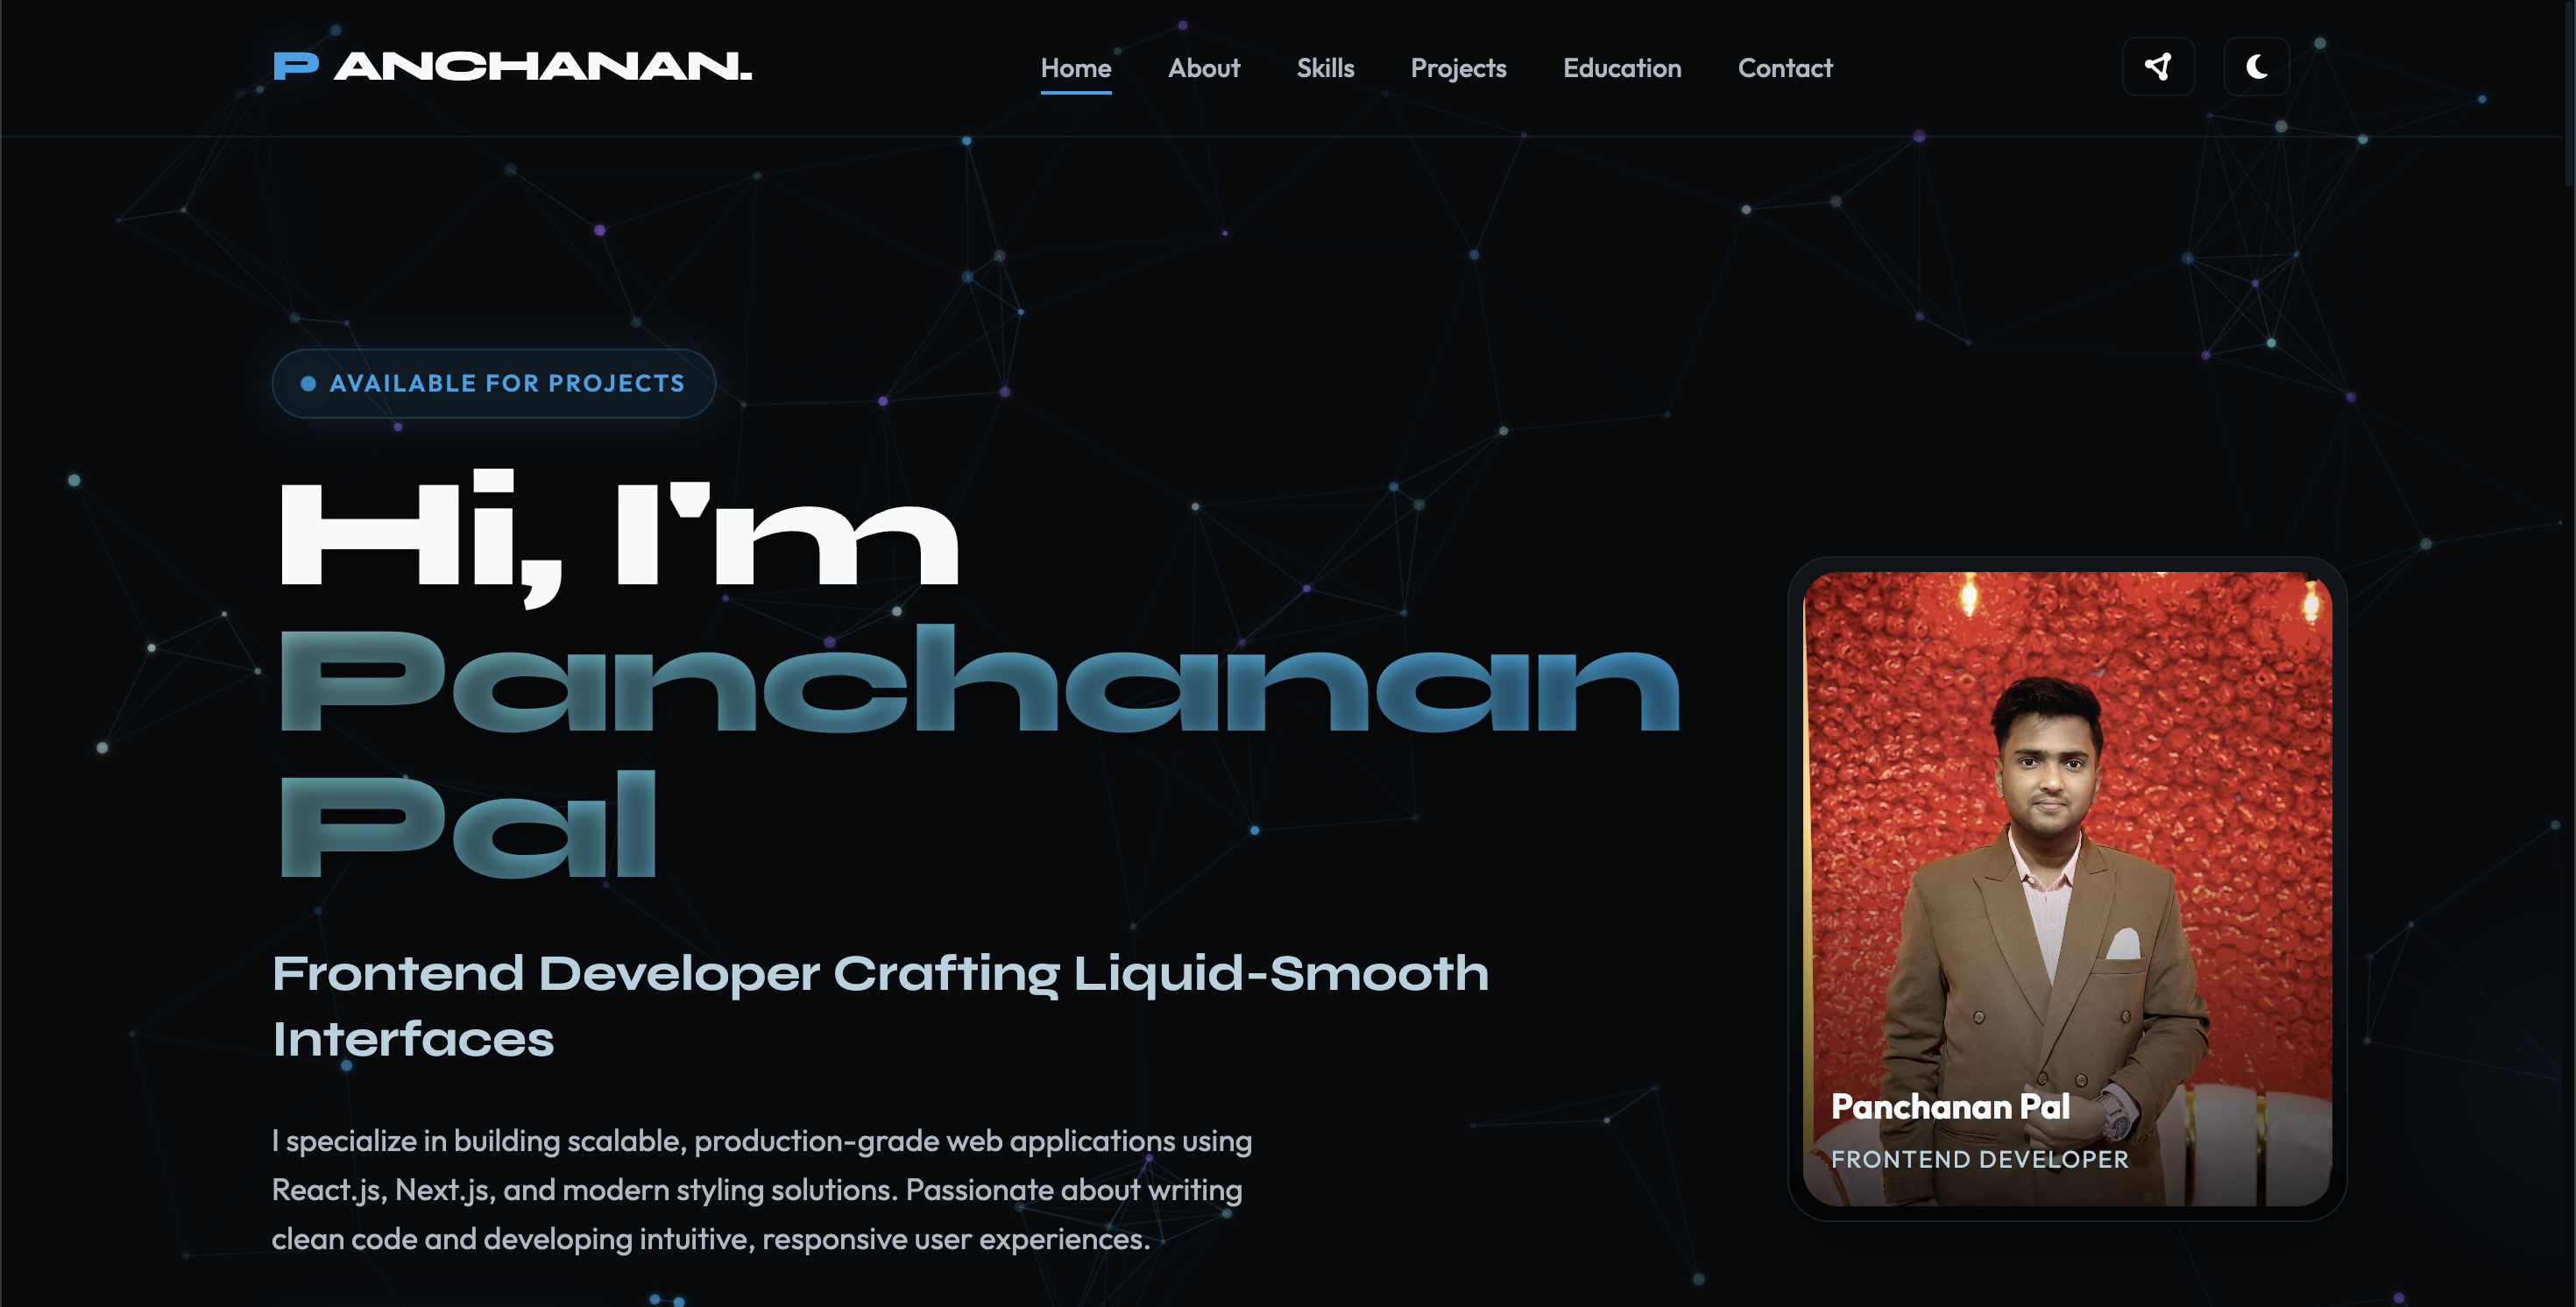 P ANCHANAN.
Home About Skills Projects Education Contact
AVAILABLE FOR PROJECTS
Hi, I'm
Panchanan
Pal
Frontend Developer Crafting Liquid-Smooth
Interfaces
I specialize in building scalable, production-grade web applications using
React.js, Next.js, and modern styling solutions. Passionate about writing
clean code and developing intuitive, responsive user experiences.
Panchanan Pal
FRONTEND DEVELOPER